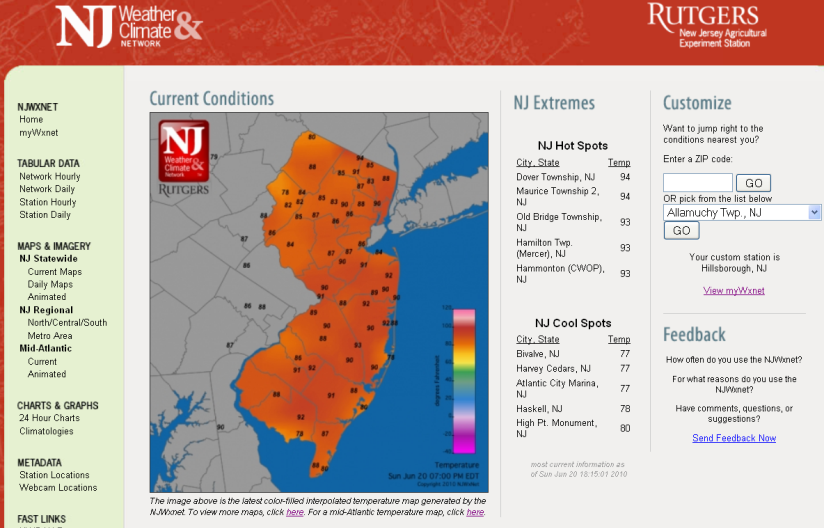 NJ Weather & Climate NETWORK
RUTGERS
New Jersey Agricultural
Experiment Station
NJWXNET
Home
myWxnet
TABULAR DATA
Network Hourly
Network Daily
Station Hourly
Station Daily
MAPS & IMAGERY
NJ Statewide
Current Maps
Daily Maps
Animated
NJ Regional
North/Central/South
Metro Area
Mid-Atlantic
Current
Animated
CHARTS & GRAPHS
24 Hour Charts
Climatologies
METADATA
Station Locations
Webcam Locations
FAST LINKS
Current Conditions
NJ
Weather &
Climate
Network
RUTGERS
degrees Fahrenheit
Temperature
Sun Jun 20 07:00 PM EDT
Copyright 2010 NJWxNet
The image above is the latest color-filled interpolated temperature map generated by the
NJWxnet. To view more maps, click here. For a mid-Atlantic temperature map, click here.
NJ Extremes
NJ Hot Spots
City, State Temp
Dover Township, NJ 94
Maurice Township 2, NJ 94
Old Bridge Township, NJ 93
Hamilton Twp. (Mercer), NJ 93
Hammonton (CWOP), NJ 93
NJ Cool Spots
City, State Temp
Bivalve, NJ 77
Harvey Cedars, NJ 77
Atlantic City Marina, NJ 77
Haskell, NJ 78
High Pt. Monument, NJ 80
most current information as
of Sun Jun 20 18:15:01 2010
Customize
Want to jump right to the
conditions nearest you?
Enter a ZIP code:
GO
OR pick from the list below
Allamuchy Twp., NJ
GO
Your custom station is
Hillsborough, NJ
View myWxnet
Feedback
How often do you use the NJWxnet?
For what reasons do you use the
NJWxnet?
Have comments, questions, or
suggestions?
Send Feedback Now